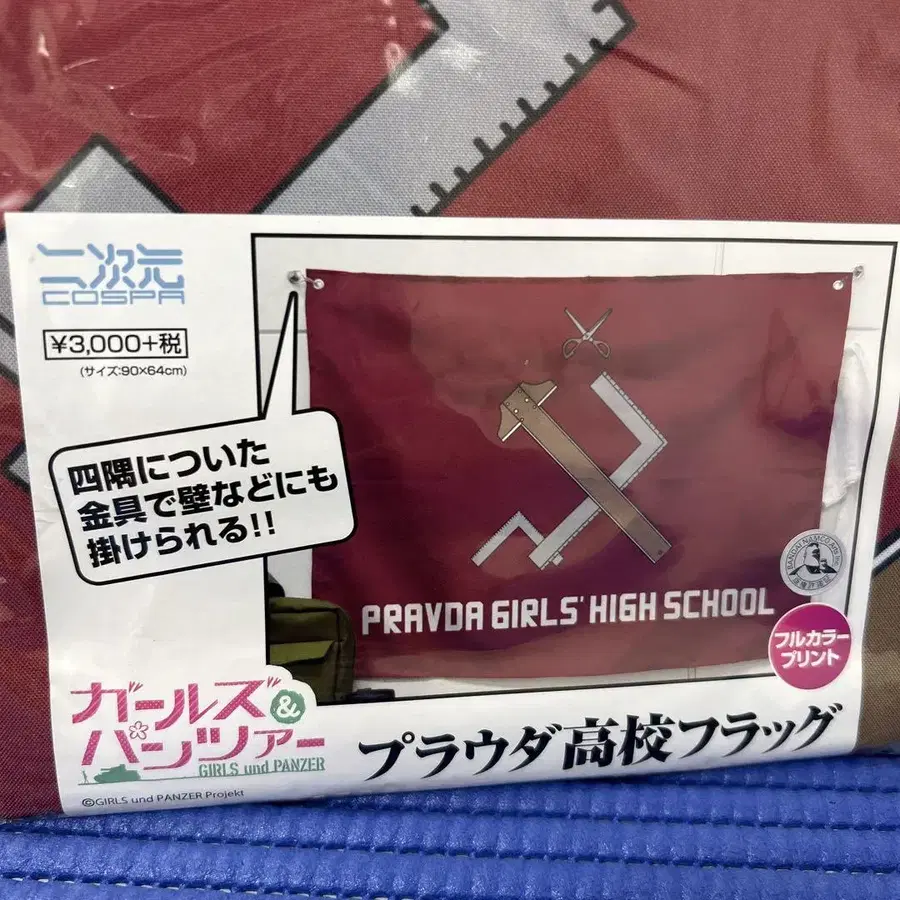 二次元
COSPA
¥3,000+税
(サイズ:90×64cm)
四隅についた
金具で壁などにも
掛けられる!!
PRAVDA GIRLS' HIGH SCHOOL
フルカラー
プリント
ガールズ&
パンツァー
GIRLS und PANZER
プラウダ高校フラッグ
©GIRLS und PANZER Projekt